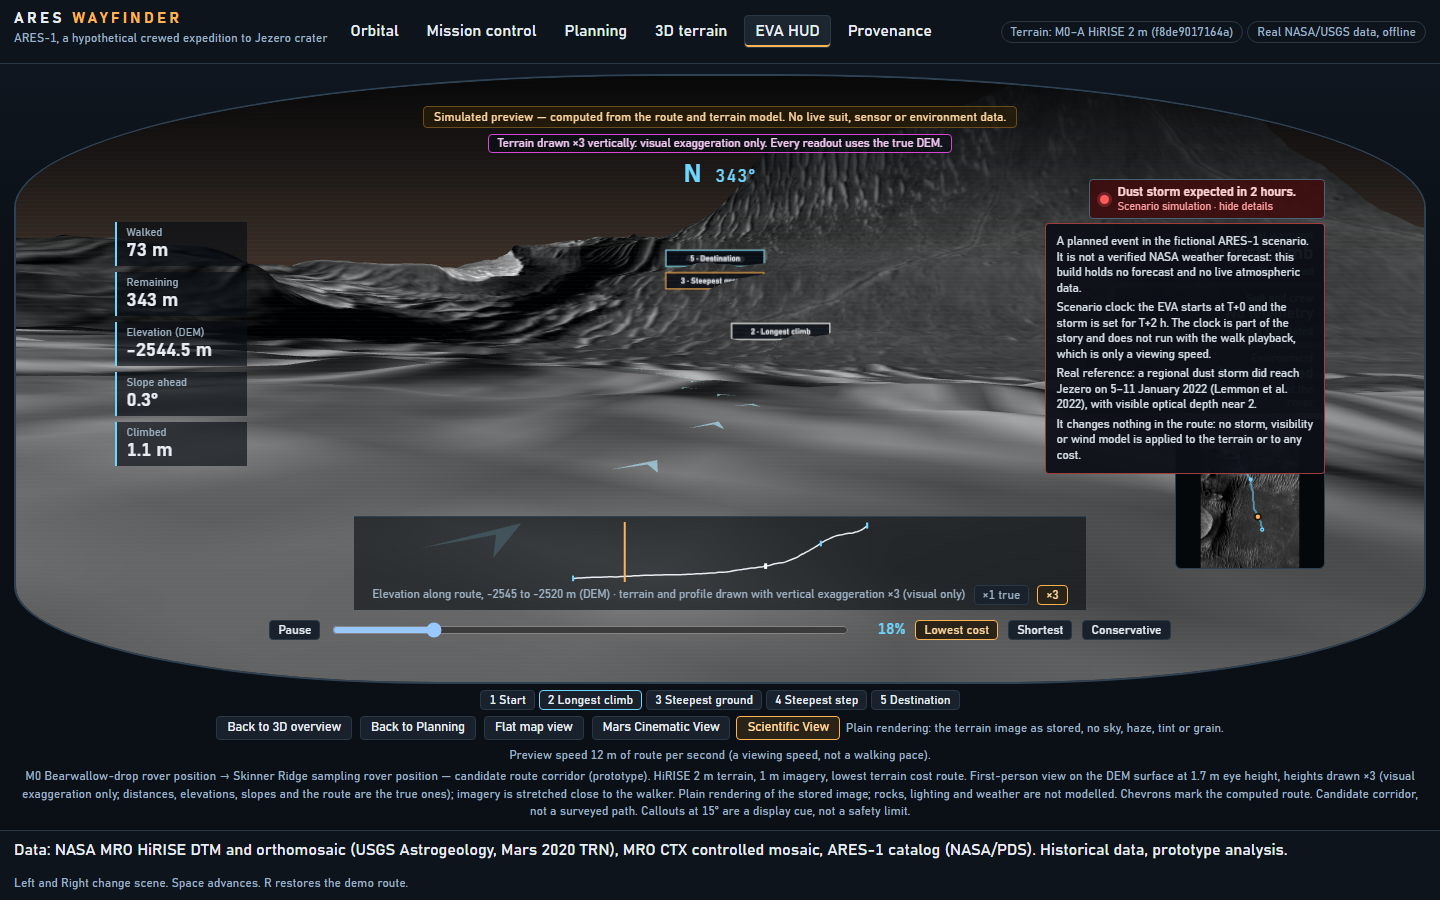 ARES WAYFINDER
ARES-1, a hypothetical crewed expedition to Jezero crater
Orbital
Mission control
Planning
3D terrain
EVA HUD
Provenance
Terrain: M0-A HiRISE 2 m (f8de9017164a)
Real NASA/USGS data, offline
Simulated preview — computed from the route and terrain model. No live suit, sensor or environment data.
Terrain drawn ×3 vertically: visual exaggeration only. Every readout uses the true DEM.
N 343°
Walked
73 m
Remaining
343 m
Elevation (DEM)
-2544.5 m
Slope ahead
0.3°
Climbed
1.1 m
5 · Destination
3 · Steepest
2 · Longest climb
Dust storm expected in 2 hours.
Scenario simulation · hide details
A planned event in the fictional ARES-1 scenario.
It is not a verified NASA weather forecast: this
build holds no forecast and no live atmospheric
data.
Scenario clock: the EVA starts at T+0 and the
storm is set for T+2 h. The clock is part of the
story and does not run with the walk playback,
which is only a viewing speed.
Real reference: a regional dust storm did reach
Jezero on 5–11 January 2022 (Lemmon et al.
2022), with visible optical depth near 2.
It changes nothing in the route: no storm, visibility
or wind model is applied to the terrain or to any
cost.
Elevation along route, -2545 to -2520 m (DEM) · terrain and profile drawn with vertical exaggeration ×3 (visual only)
×1 true
×3
Pause
18%
Lowest cost
Shortest
Conservative
1 Start
2 Longest climb
3 Steepest ground
4 Steepest step
5 Destination
Back to 3D overview
Back to Planning
Flat map view
Mars Cinematic View
Scientific View
Plain rendering: the terrain image as stored, no sky, haze, tint or grain.
Preview speed 12 m of route per second (a viewing speed, not a walking pace).
M0 Bearwallow-drop rover position → Skinner Ridge sampling rover position — candidate route corridor (prototype). HiRISE 2 m terrain, 1 m imagery, lowest terrain cost route. First-person view on the DEM surface at 1.7 m eye height, heights drawn ×3 (visual
exaggeration only; distances, elevations, slopes and the route are the true ones); imagery is stretched close to the walker. Plain rendering of the stored image; rocks, lighting and weather are not modelled. Chevrons mark the computed route. Candidate corridor,
not a surveyed path. Callouts at 15° are a display cue, not a safety limit.
Data: NASA MRO HiRISE DTM and orthomosaic (USGS Astrogeology, Mars 2020 TRN), MRO CTX controlled mosaic, ARES-1 catalog (NASA/PDS). Historical data, prototype analysis.
Left and Right change scene. Space advances. R restores the demo route.